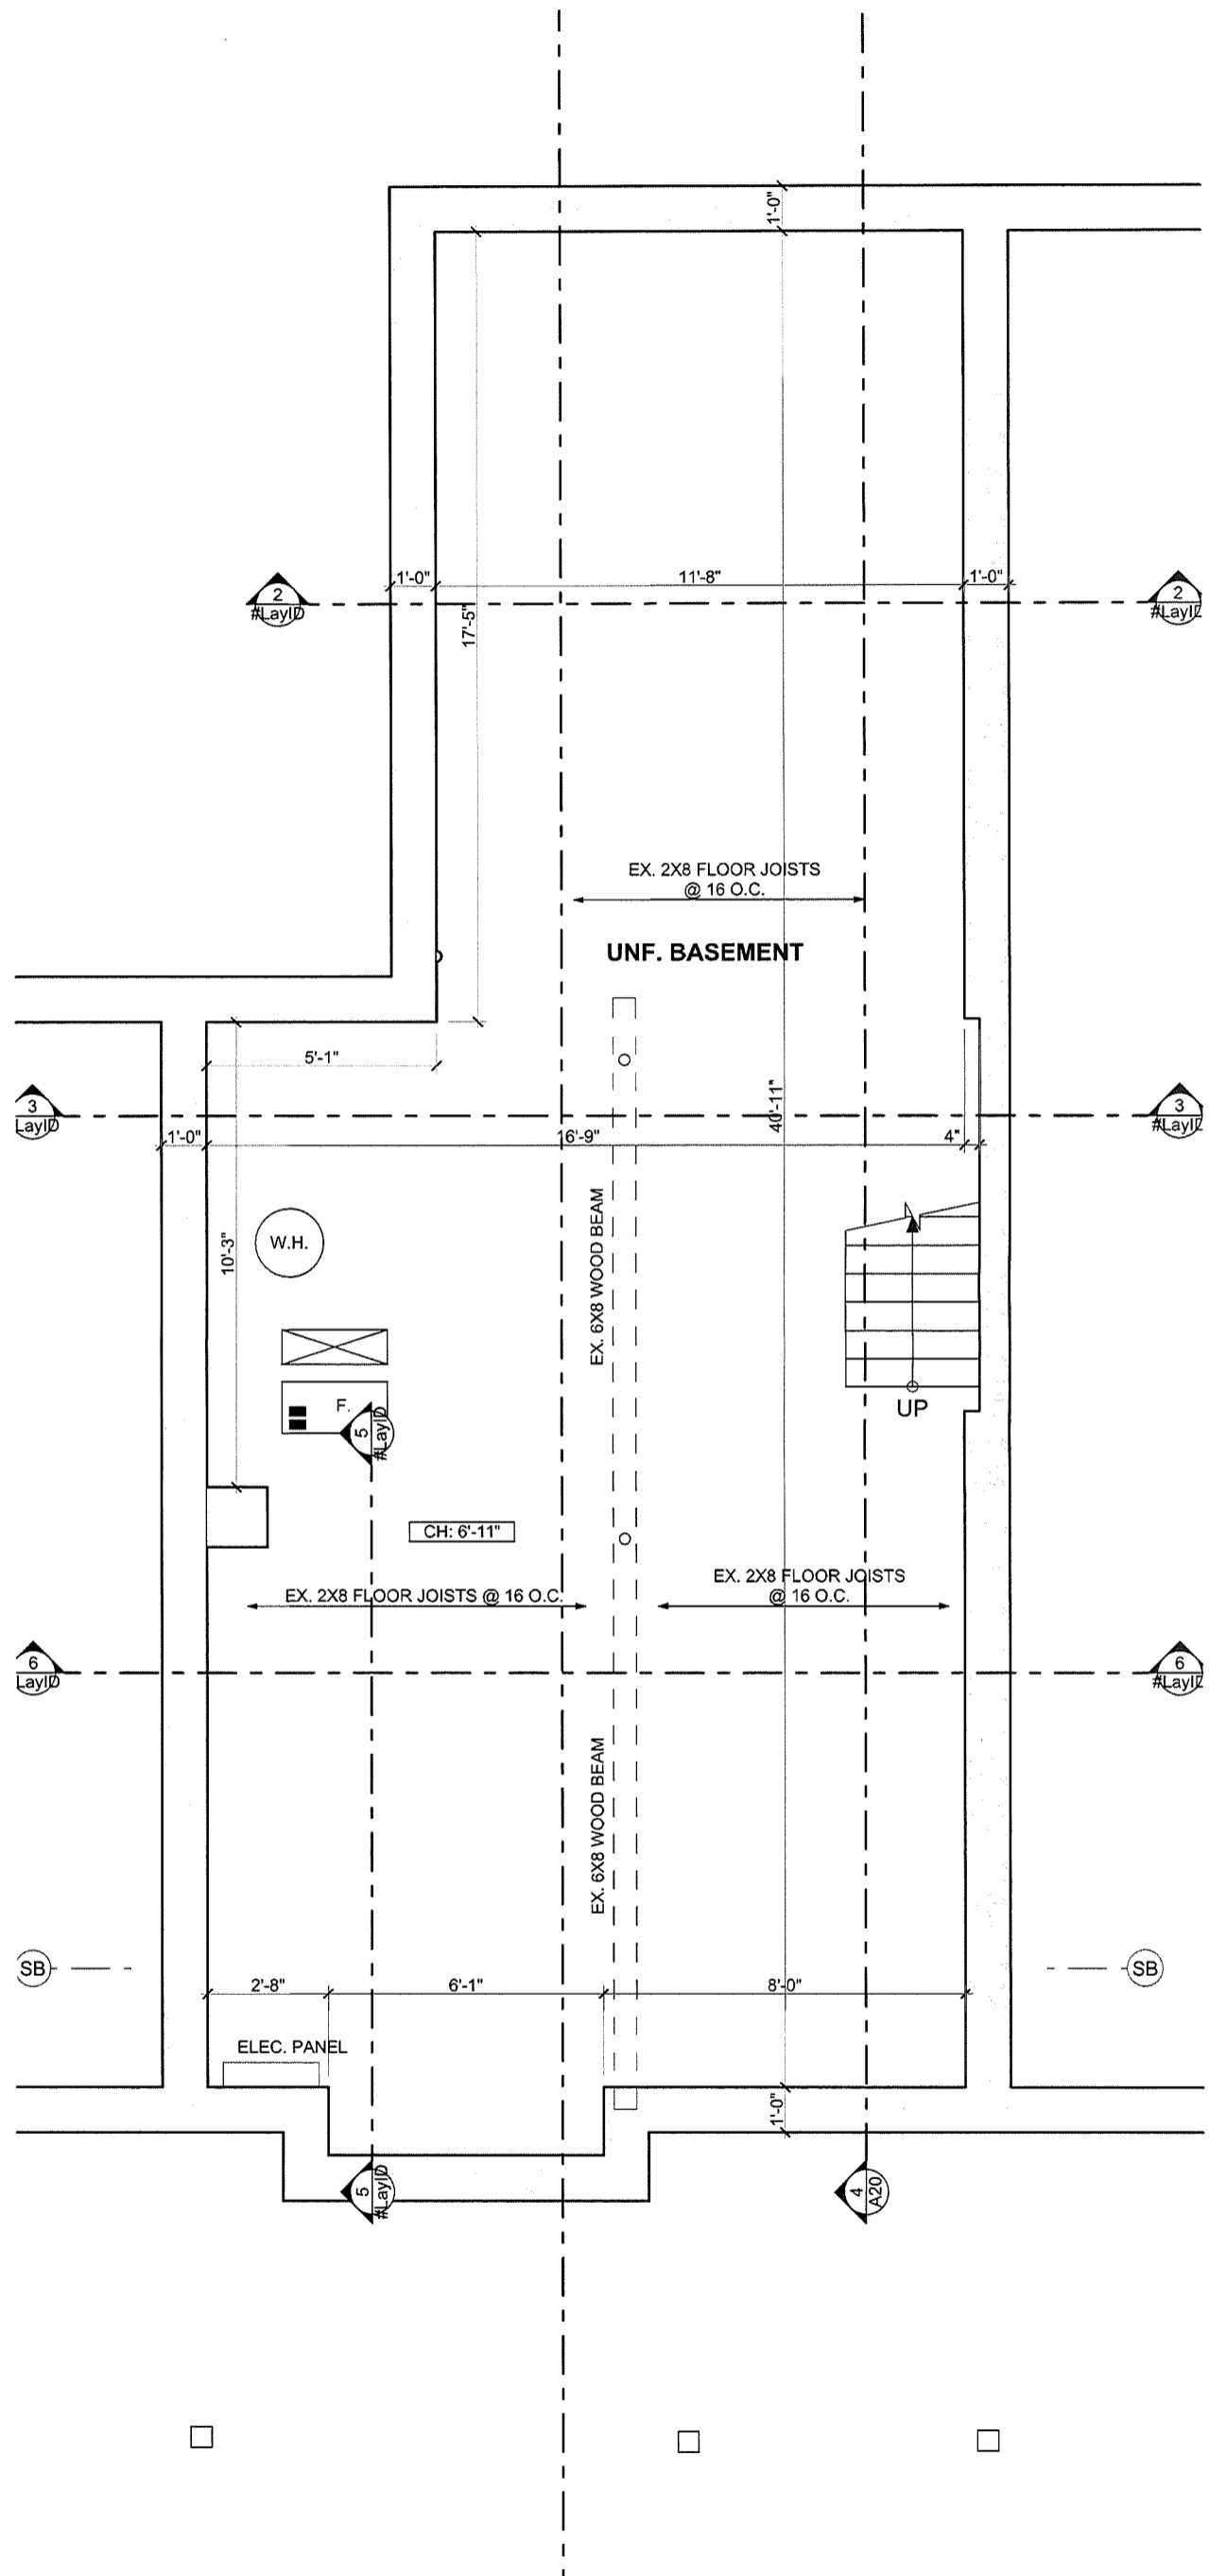 1'-0"
1'-0"
11'-8"
1'-0"
2
#LayID
2
17'-5"
EX. 2X8 FLOOR JOISTS
@ 16 O.C.
UNF. BASEMENT
5'-1"
3
LayID
3
40'-11"
1'-0"
16'-9"
4"
10'-3"
W.H.
EX. 6X8 WOOD BEAM
F.
5
#LayID
UP
CH: 6'-11"
EX. 2X8 FLOOR JOISTS @ 16 O.C.
EX. 2X8 FLOOR JOISTS
@ 16 O.C.
6
LayID
6
EX. 6X8 WOOD BEAM
SB
SB
2'-8"
6'-1"
8'-0"
ELEC. PANEL
1'-0"
5
#LayID
4
A20